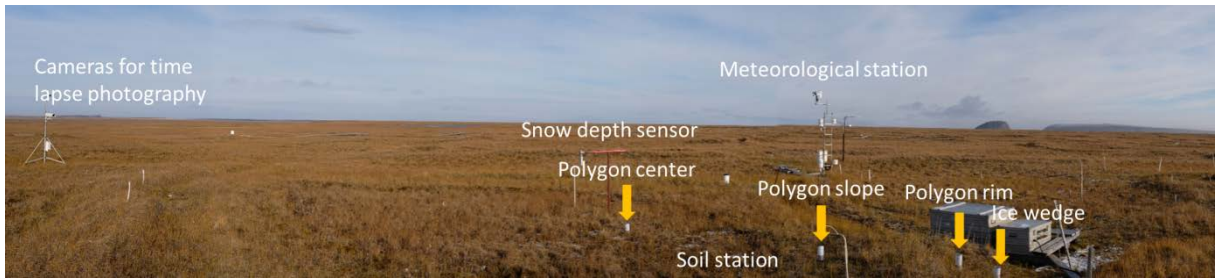 Cameras for time
lapse photography
Meteorological station
Snow depth sensor
Polygon center
Polygon slope
Polygon rim
Ice wedge
Soil station